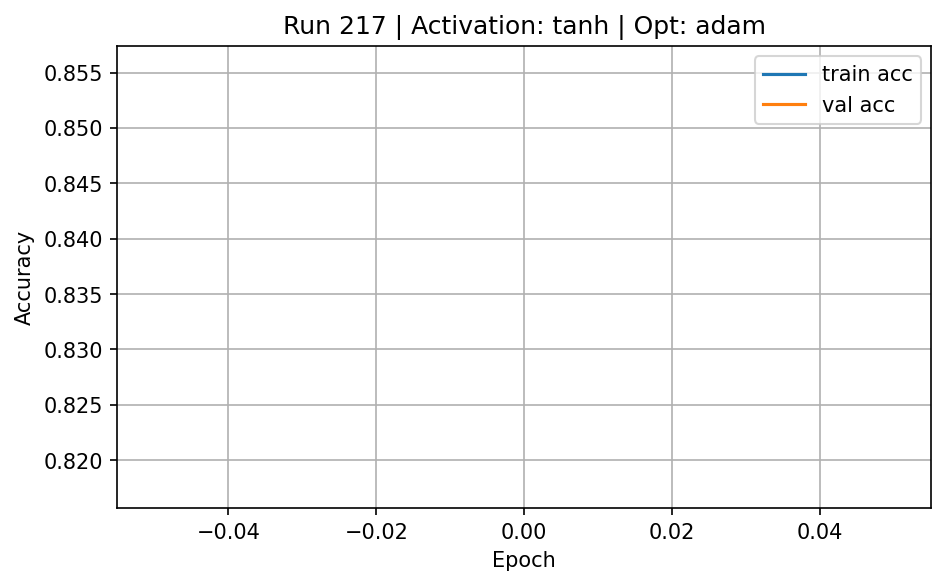 Run 217 | Activation: tanh | Opt: adam
train acc
val acc
0.855
0.850
0.845
0.840
0.835
0.830
0.825
0.820
Accuracy
−0.04
−0.02
0.00
0.02
0.04
Epoch